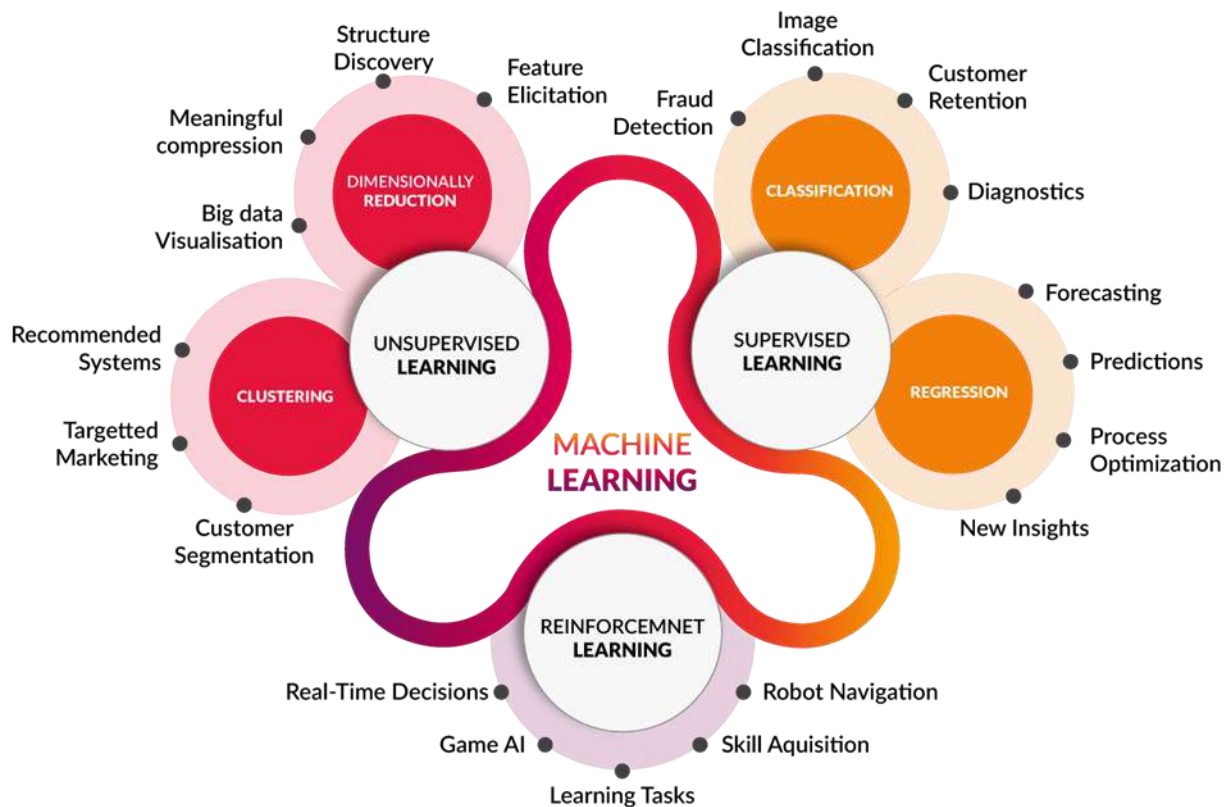 Structure
Discovery
Feature
Elicitation
Meaningful
compression
DIMENSIONALLY
REDUCTION
Big data
Visualisation
Recommended
Systems
CLUSTERING
Targetted
Marketing
Customer
Segmentation
UNSUPERVISED
LEARNING
Image
Classification
Customer
Retention
Fraud
Detection
CLASSIFICATION
Diagnostics
SUPERVISED
LEARNING
Forecasting
Predictions
REGRESSION
Process
Optimization
New Insights
MACHINE
LEARNING
REINFORCEMNET
LEARNING
Real-Time Decisions
Robot Navigation
Game AI
Skill Aquisition
Learning Tasks